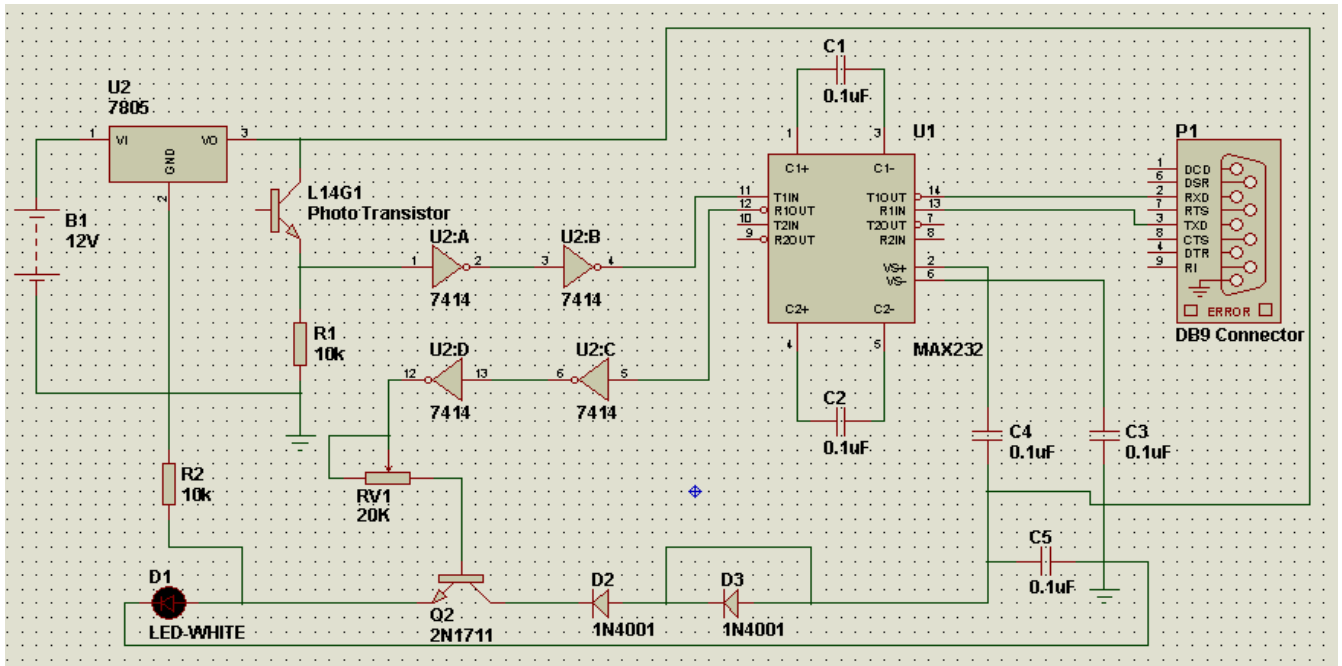 U2
7805
1
VI
VO
3
GND
2
B1
12V
L14G1
Photo Transistor
R1
10k
U2:A
1
2
7414
U2:B
3
4
7414
U2:D
12
13
7414
U2:C
6
5
7414
R2
10k
RV1
20K
D1
LED-WHITE
Q2
2N1711
D2
1N4001
D3
1N4001
C1
0.1uF
1
3
U1
C1+
C1-
11
T1IN
T1OUT
14
12
R1OUT
R1IN
13
10
T2IN
T2OUT
7
9
R2OUT
R2IN
8
VS+
2
VS-
6
C2+
C2-
4
5
MAX232
C2
0.1uF
C4
0.1uF
C3
0.1uF
C5
0.1uF
P1
1
DCD
6
DSR
2
RXD
7
RTS
3
TXD
8
CTS
4
DTR
9
RI
ERROR
DB9 Connector